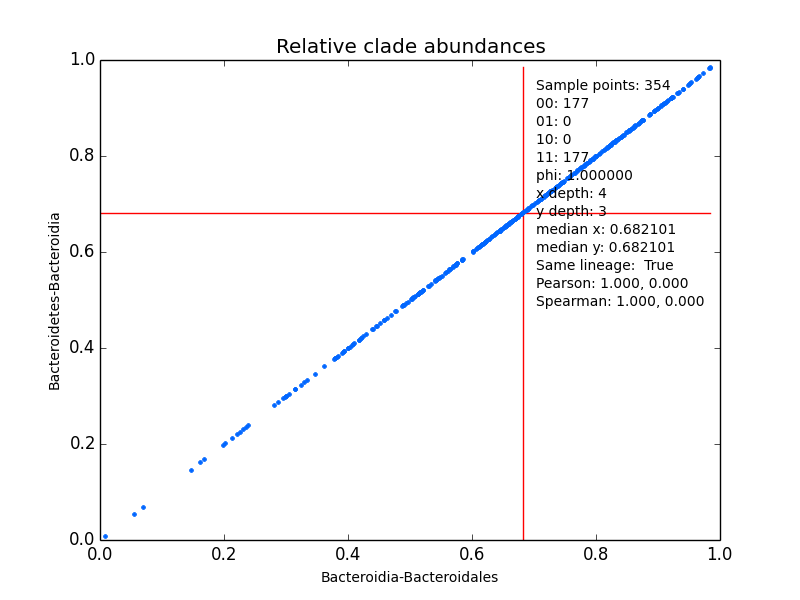 Relative clade abundances
1.0
0.8
0.6
0.4
0.2
0.0
Bacteroidetes-Bacteroidia
Sample points: 354
00: 177
01: 0
10: 0
11: 177
phi: 1.000000
x depth: 4
y depth: 3
median x: 0.682101
median y: 0.682101
Same lineage:  True
Pearson: 1.000, 0.000
Spearman: 1.000, 0.000
0.0 0.2 0.4 0.6 0.8 1.0
Bacteroidia-Bacteroidales